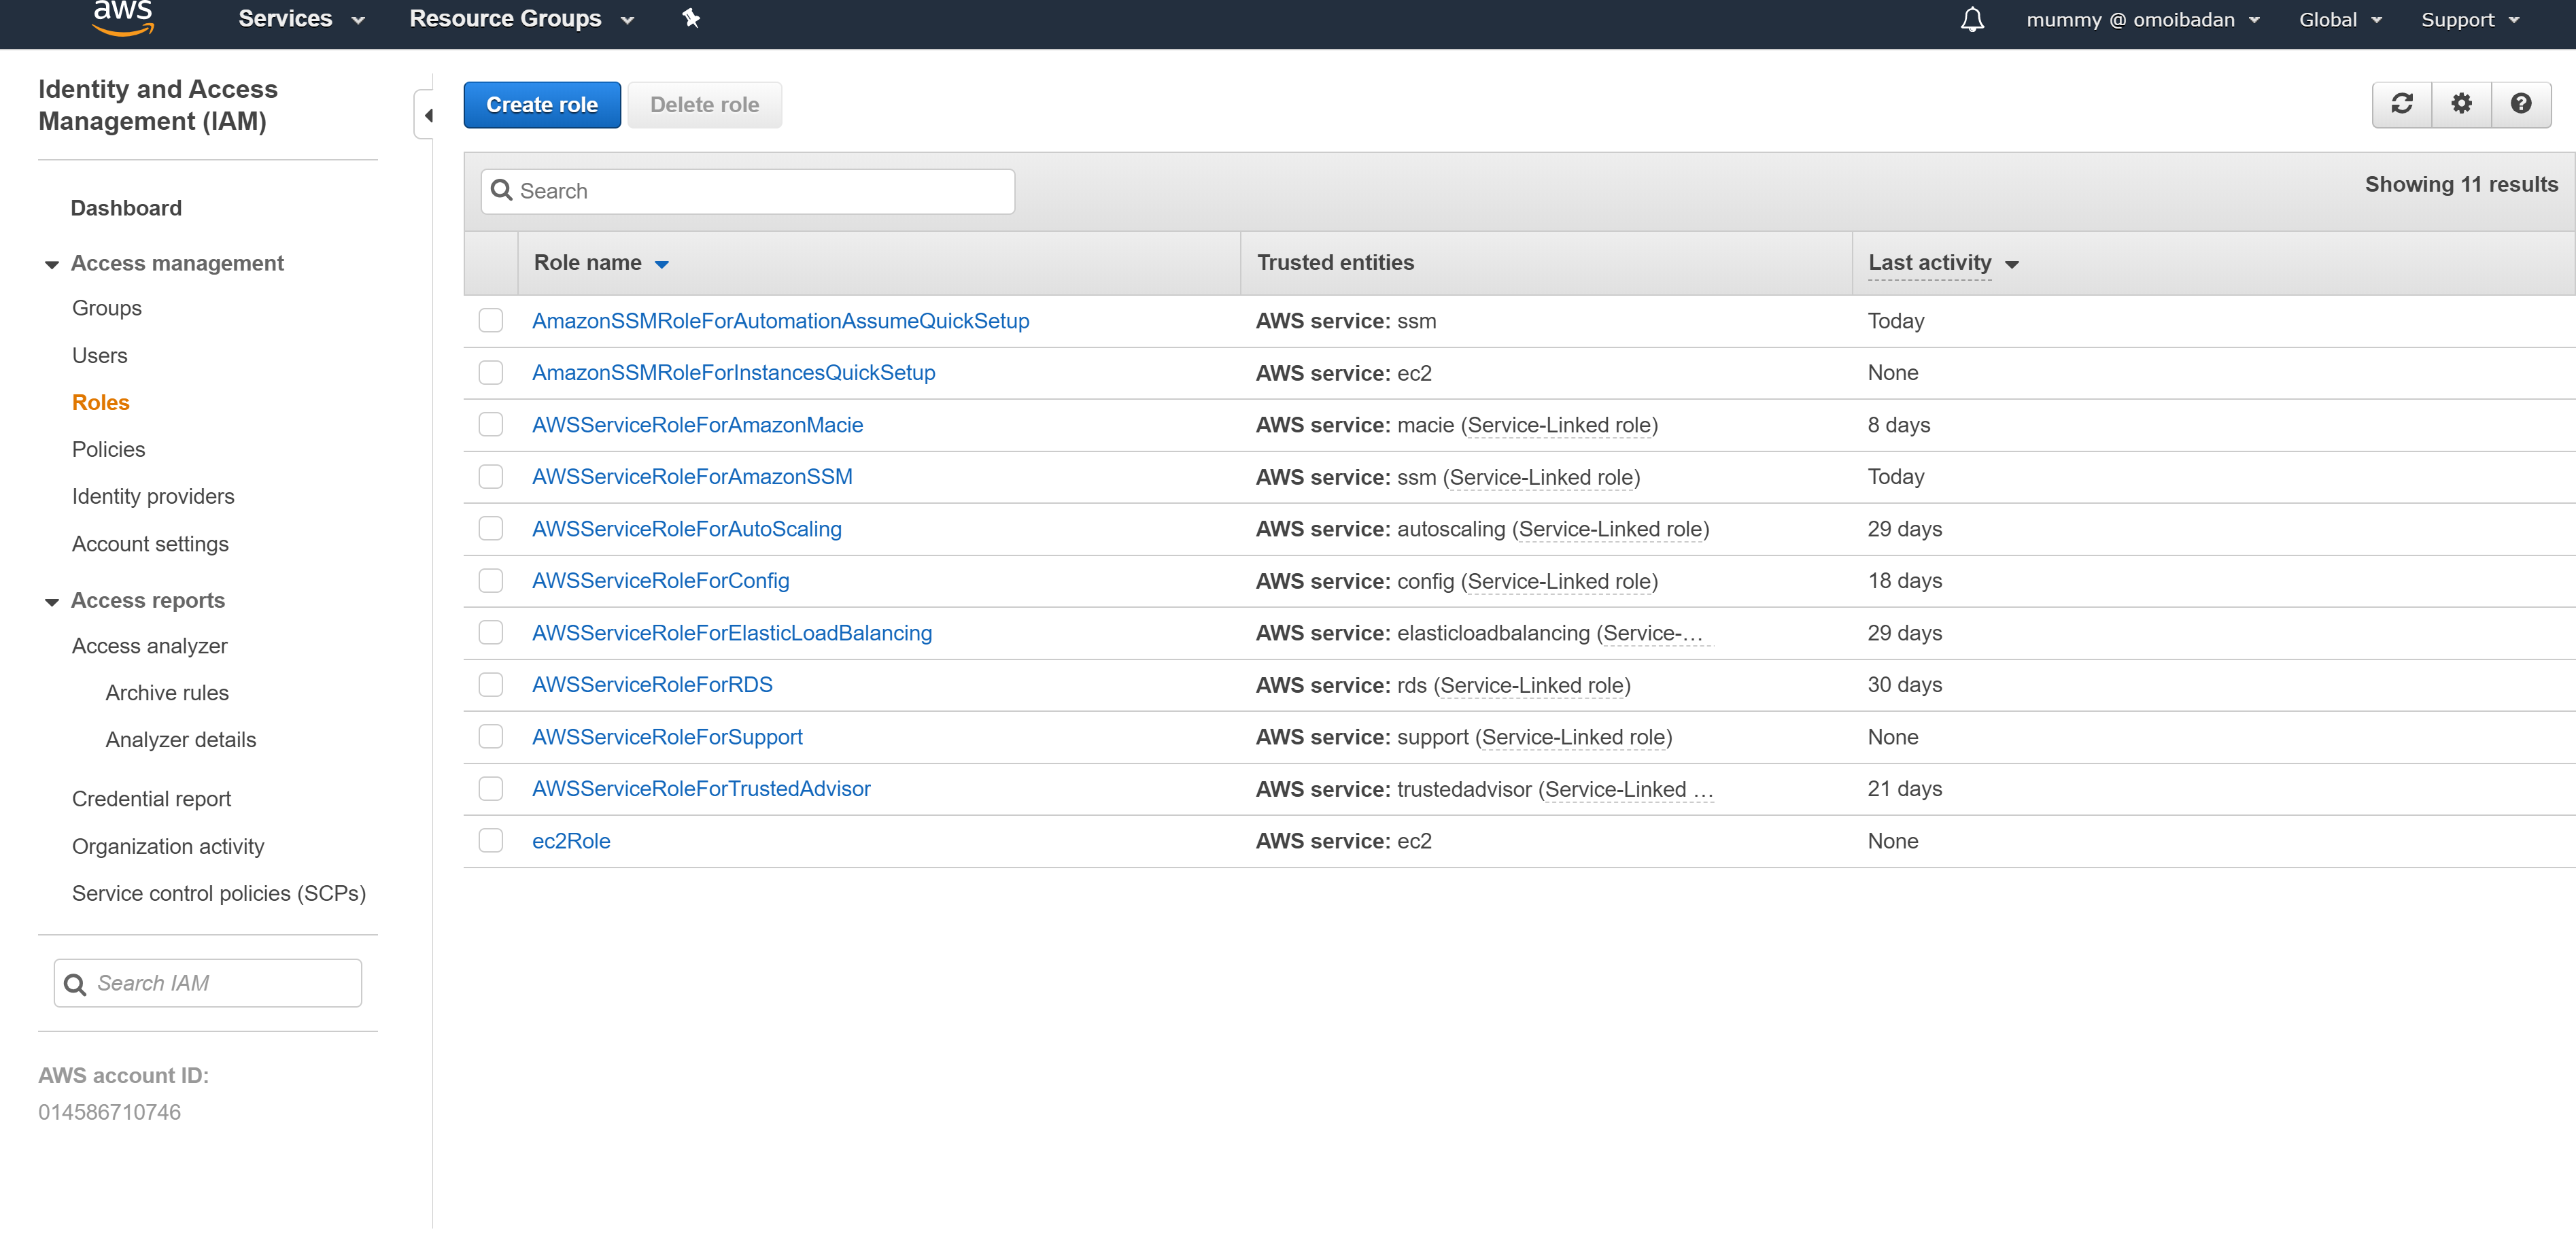 aws
Services
Resource Groups
mummy @ omoibadan
Global
Support
Identity and Access
Management (IAM)
Dashboard
Access management
Groups
Users
Roles
Policies
Identity providers
Account settings
Access reports
Access analyzer
Archive rules
Analyzer details
Credential report
Organization activity
Service control policies (SCPs)
Search IAM
AWS account ID:
014586710746
Create role
Delete role
Search
Showing 11 results
Role name Trusted entities Last activity
AmazonSSMRoleForAutomationAssumeQuickSetup AWS service: ssm Today
AmazonSSMRoleForInstancesQuickSetup AWS service: ec2 None
AWSServiceRoleForAmazonMacie AWS service: macie (Service-Linked role) 8 days
AWSServiceRoleForAmazonSSM AWS service: ssm (Service-Linked role) Today
AWSServiceRoleForAutoScaling AWS service: autoscaling (Service-Linked role) 29 days
AWSServiceRoleForConfig AWS service: config (Service-Linked role) 18 days
AWSServiceRoleForElasticLoadBalancing AWS service: elasticloadbalancing (Service-… 29 days
AWSServiceRoleForRDS AWS service: rds (Service-Linked role) 30 days
AWSServiceRoleForSupport AWS service: support (Service-Linked role) None
AWSServiceRoleForTrustedAdvisor AWS service: trustedadvisor (Service-Linked … 21 days
ec2Role AWS service: ec2 None